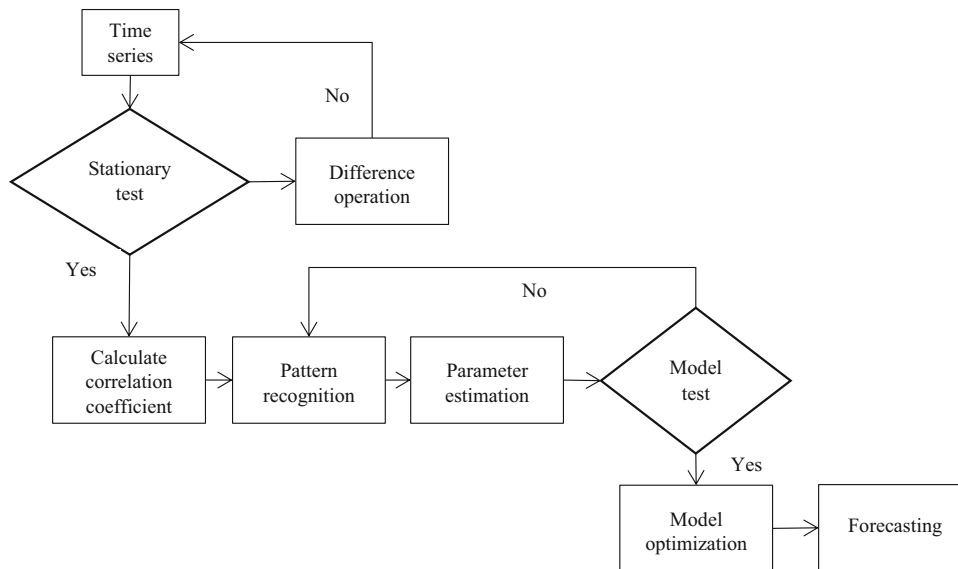 Time
series
No
Stationary
test
Difference
operation
Yes
No
Calculate
correlation
coefficient
Pattern
recognition
Parameter
estimation
Model
test
Yes
Model
optimization
Forecasting